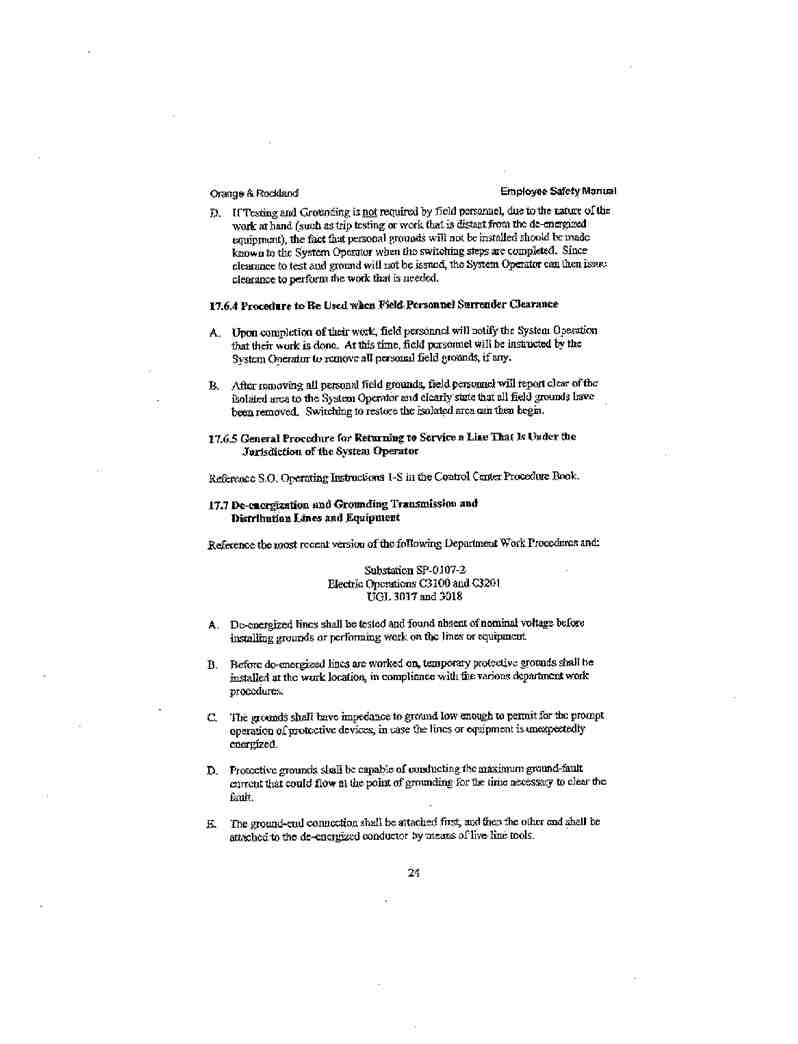 Orange & Rockland Employee Safety Manual
D. If Testing and Grounding is not required by field personnel, due to the nature of the
work at hand (such as trip testing or work that is distant from the de-energized
equipment), the fact that personal grounds will not be installed should be made
known to the System Operator when the switching steps are completed. Since
clearance to test and ground will not be issued, the System Operator can then issue
clearance to perform the work that is needed.
17.6.4 Procedure to Be Used when Field Personnel Surrender Clearance
A. Upon completion of their work, field personnel will notify the System Operation
that their work is done. At this time, field personnel will be instructed by the
System Operator to remove all personal field grounds, if any.
B. After removing all personal field grounds, field personnel will report clear of the
isolated area to the System Operator and clearly state that all field grounds have
been removed. Switching to restore the isolated area can then begin.
17.6.5 General Procedure for Returning to Service a Line That Is Under the
Jurisdiction of the System Operator
Reference S.O. Operating Instructions 1-S in the Control Center Procedure Book.
17.7 De-energization and Grounding Transmission and
Distribution Lines and Equipment
Reference the most recent version of the following Department Work Procedures and:
Substation SP-0107-2
Electric Operations C3100 and C3201
UGL 3017 and 3018
A. De-energized lines shall be tested and found absent of nominal voltage before
installing grounds or performing work on the lines or equipment
B. Before de-energized lines are worked on, temporary protective grounds shall be
installed at the work location, in compliance with the various department work
procedures.
C. The grounds shall have impedance to ground low enough to permit for the prompt
operation of protective devices, in case the lines or equipment is unexpectedly
energized.
D. Protective grounds shall be capable of conducting the maximum ground-fault
current that could flow at the point of grounding for the time necessary to clear the
fault.
E. The ground-end connection shall be attached first, and then the other end shall be
attached to the de-energized conductor by means of live line tools.
24